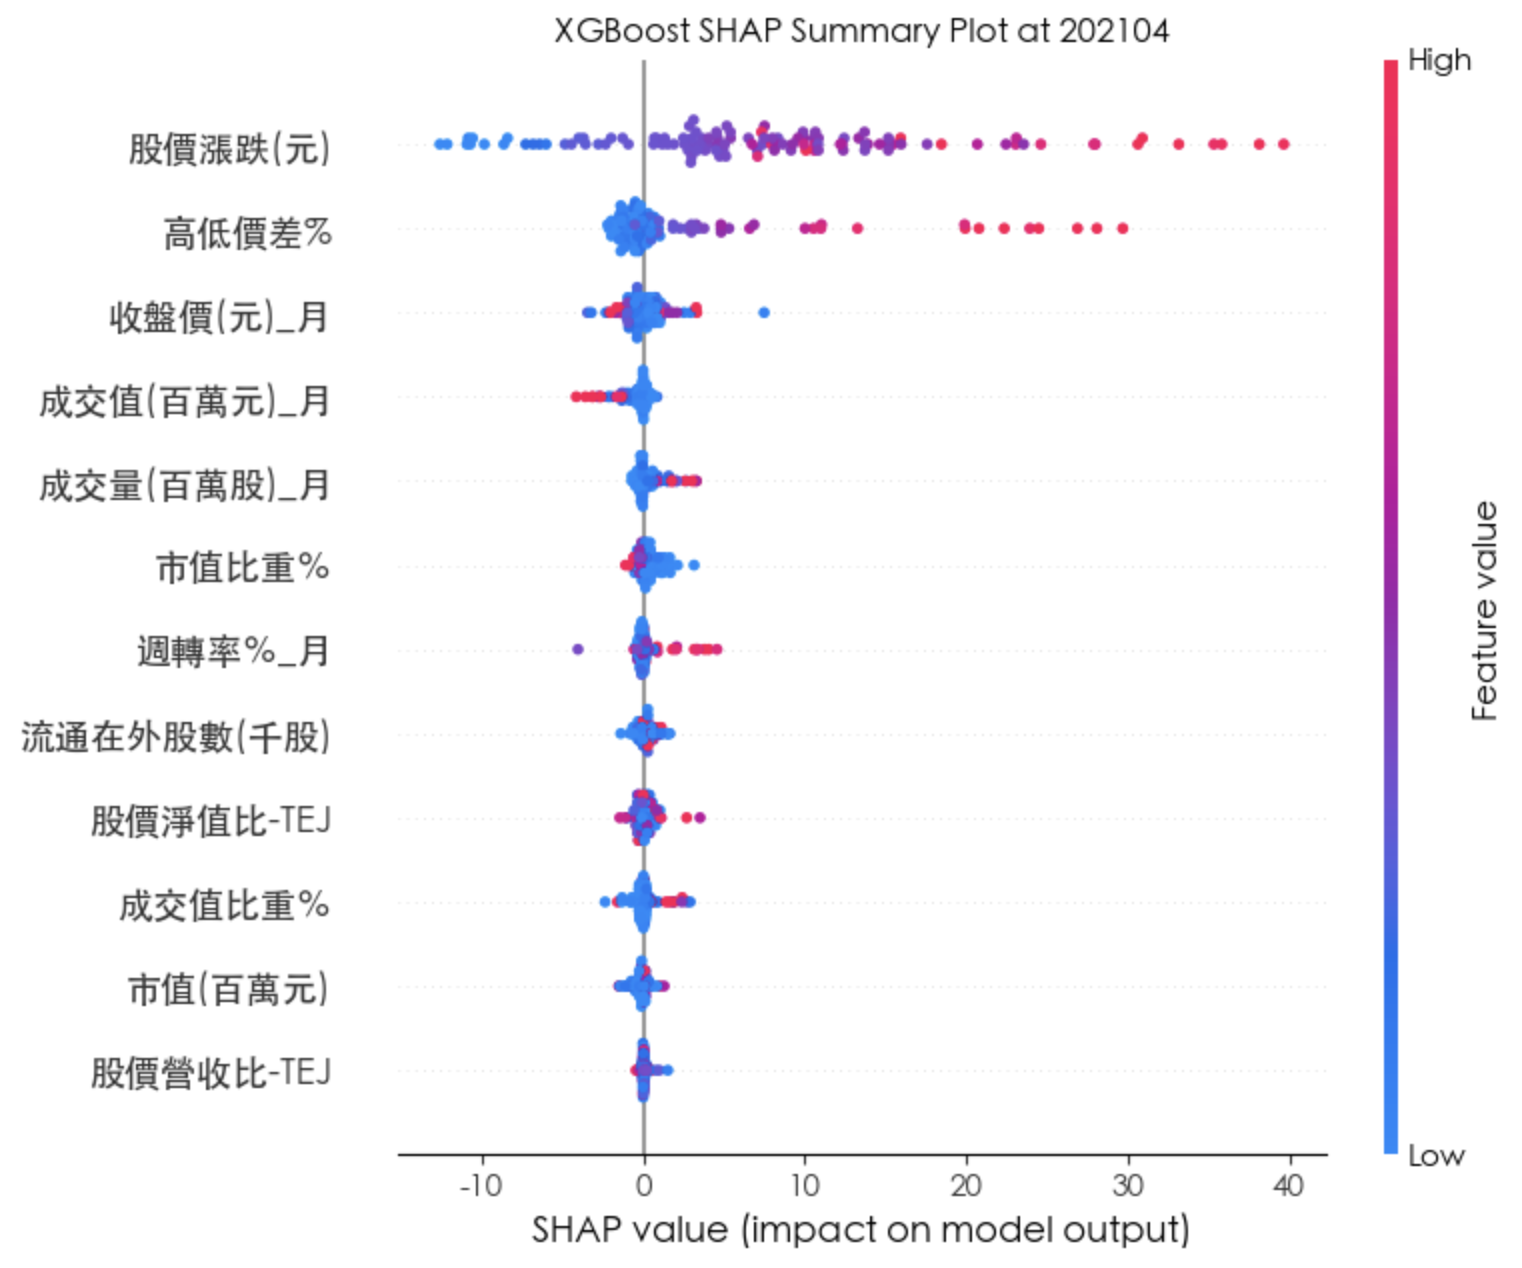 XGBoost SHAP Summary Plot at 202104
High
股價漲跌(元)
高低價差%
收盤價(元)_月
成交值(百萬元)_月
成交量(百萬股)_月
市值比重%
週轉率%_月
流通在外股數(千股)
股價淨值比-TEJ
成交值比重%
市值(百萬元)
股價營收比-TEJ
Feature value
Low
-10 0 10 20 30 40
SHAP value (impact on model output)